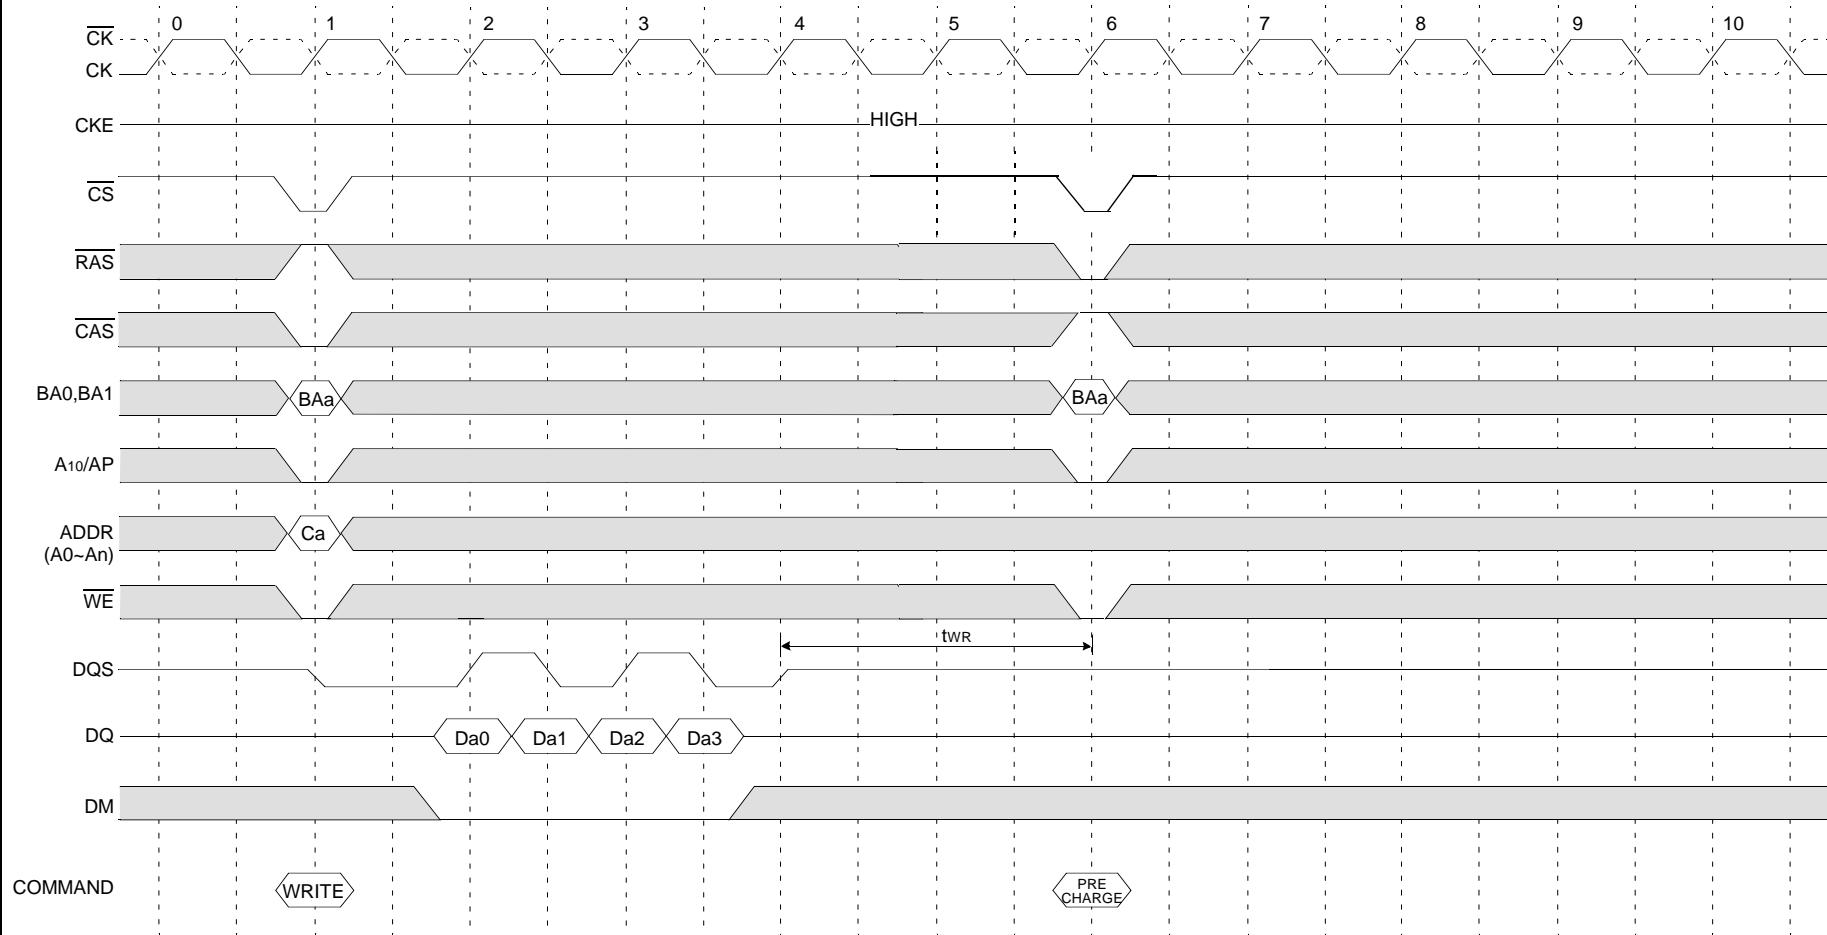 0 1 2 3 4 5 6 7 8 9 10
CK
CK
CKE HIGH
CS
RAS
CAS
BA0,BA1 BAa BAa
A10/AP
ADDR Ca
(A0~An)
WE
tWR
DQS
DQ Da0 Da1 Da2 Da3
DM
COMMAND WRITE PRE
CHARGE